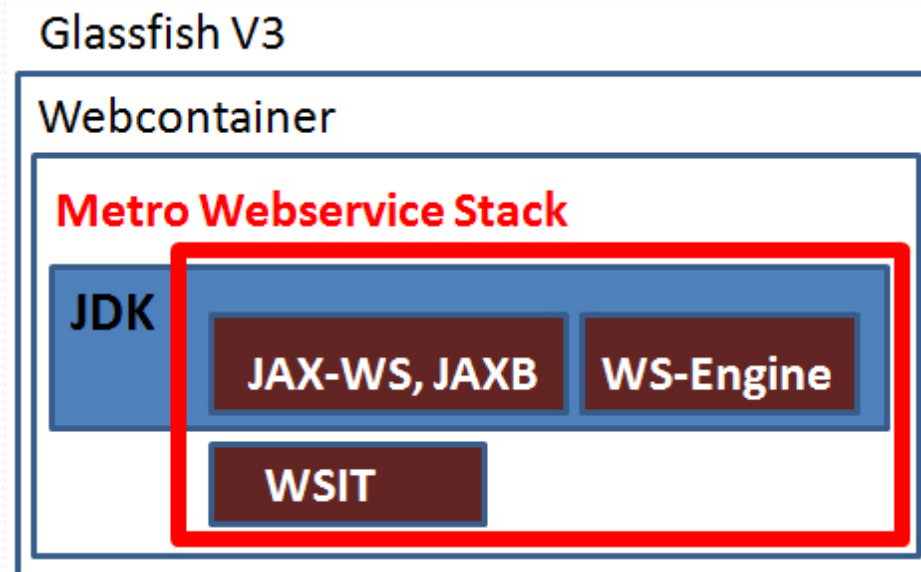 Glassfish V3
Webcontainer
Metro Webservice Stack
JDK
JAX-WS, JAXB
WS-Engine
WSIT